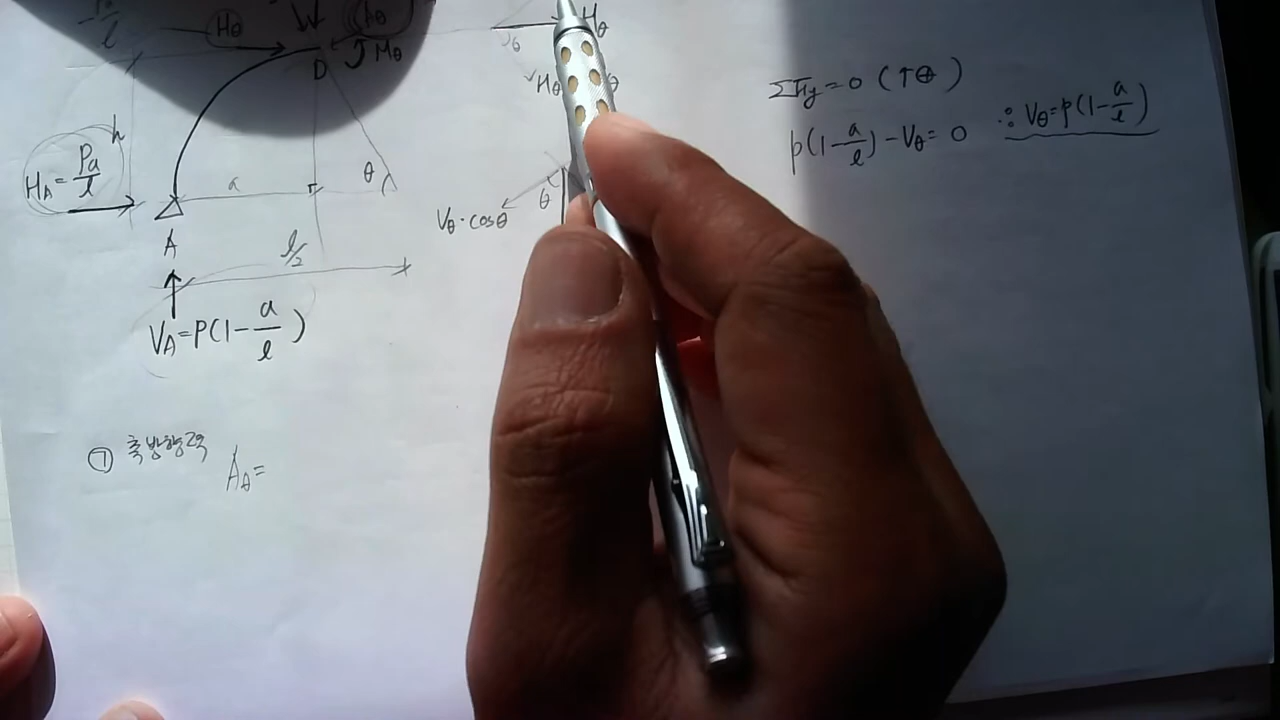 Hθ
Mθ
D
Hθ
Hθ
h
HA = Pa/l
a
θ
Vθ·cosθ
θ
A
l/2
VA = P(1 - a/l)
ΣFy = 0 (↑⊕)
P(1 - a/l) - Vθ = 0 ∴ Vθ = P(1 - a/l)
① 축방향력
Aθ =